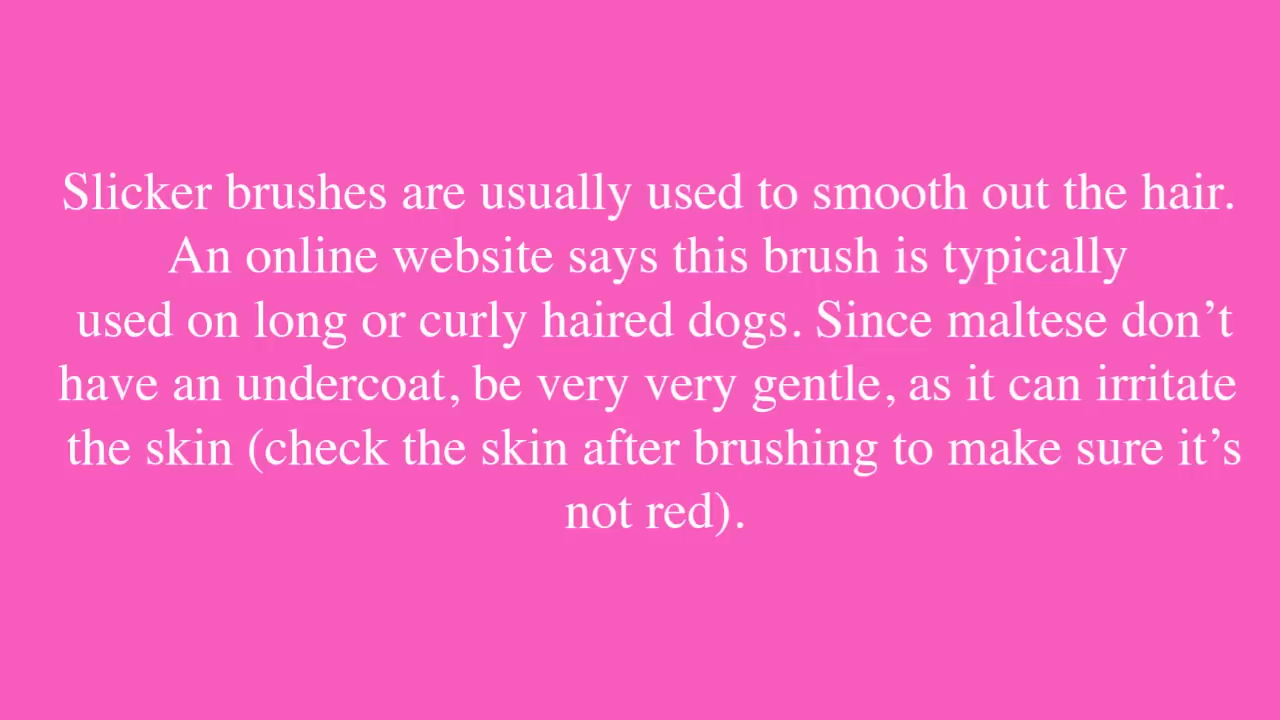 Slicker brushes are usually used to smooth out the hair.
An online website says this brush is typically
used on long or curly haired dogs. Since maltese don’t
have an undercoat, be very very gentle, as it can irritate
the skin (check the skin after brushing to make sure it’s
not red).